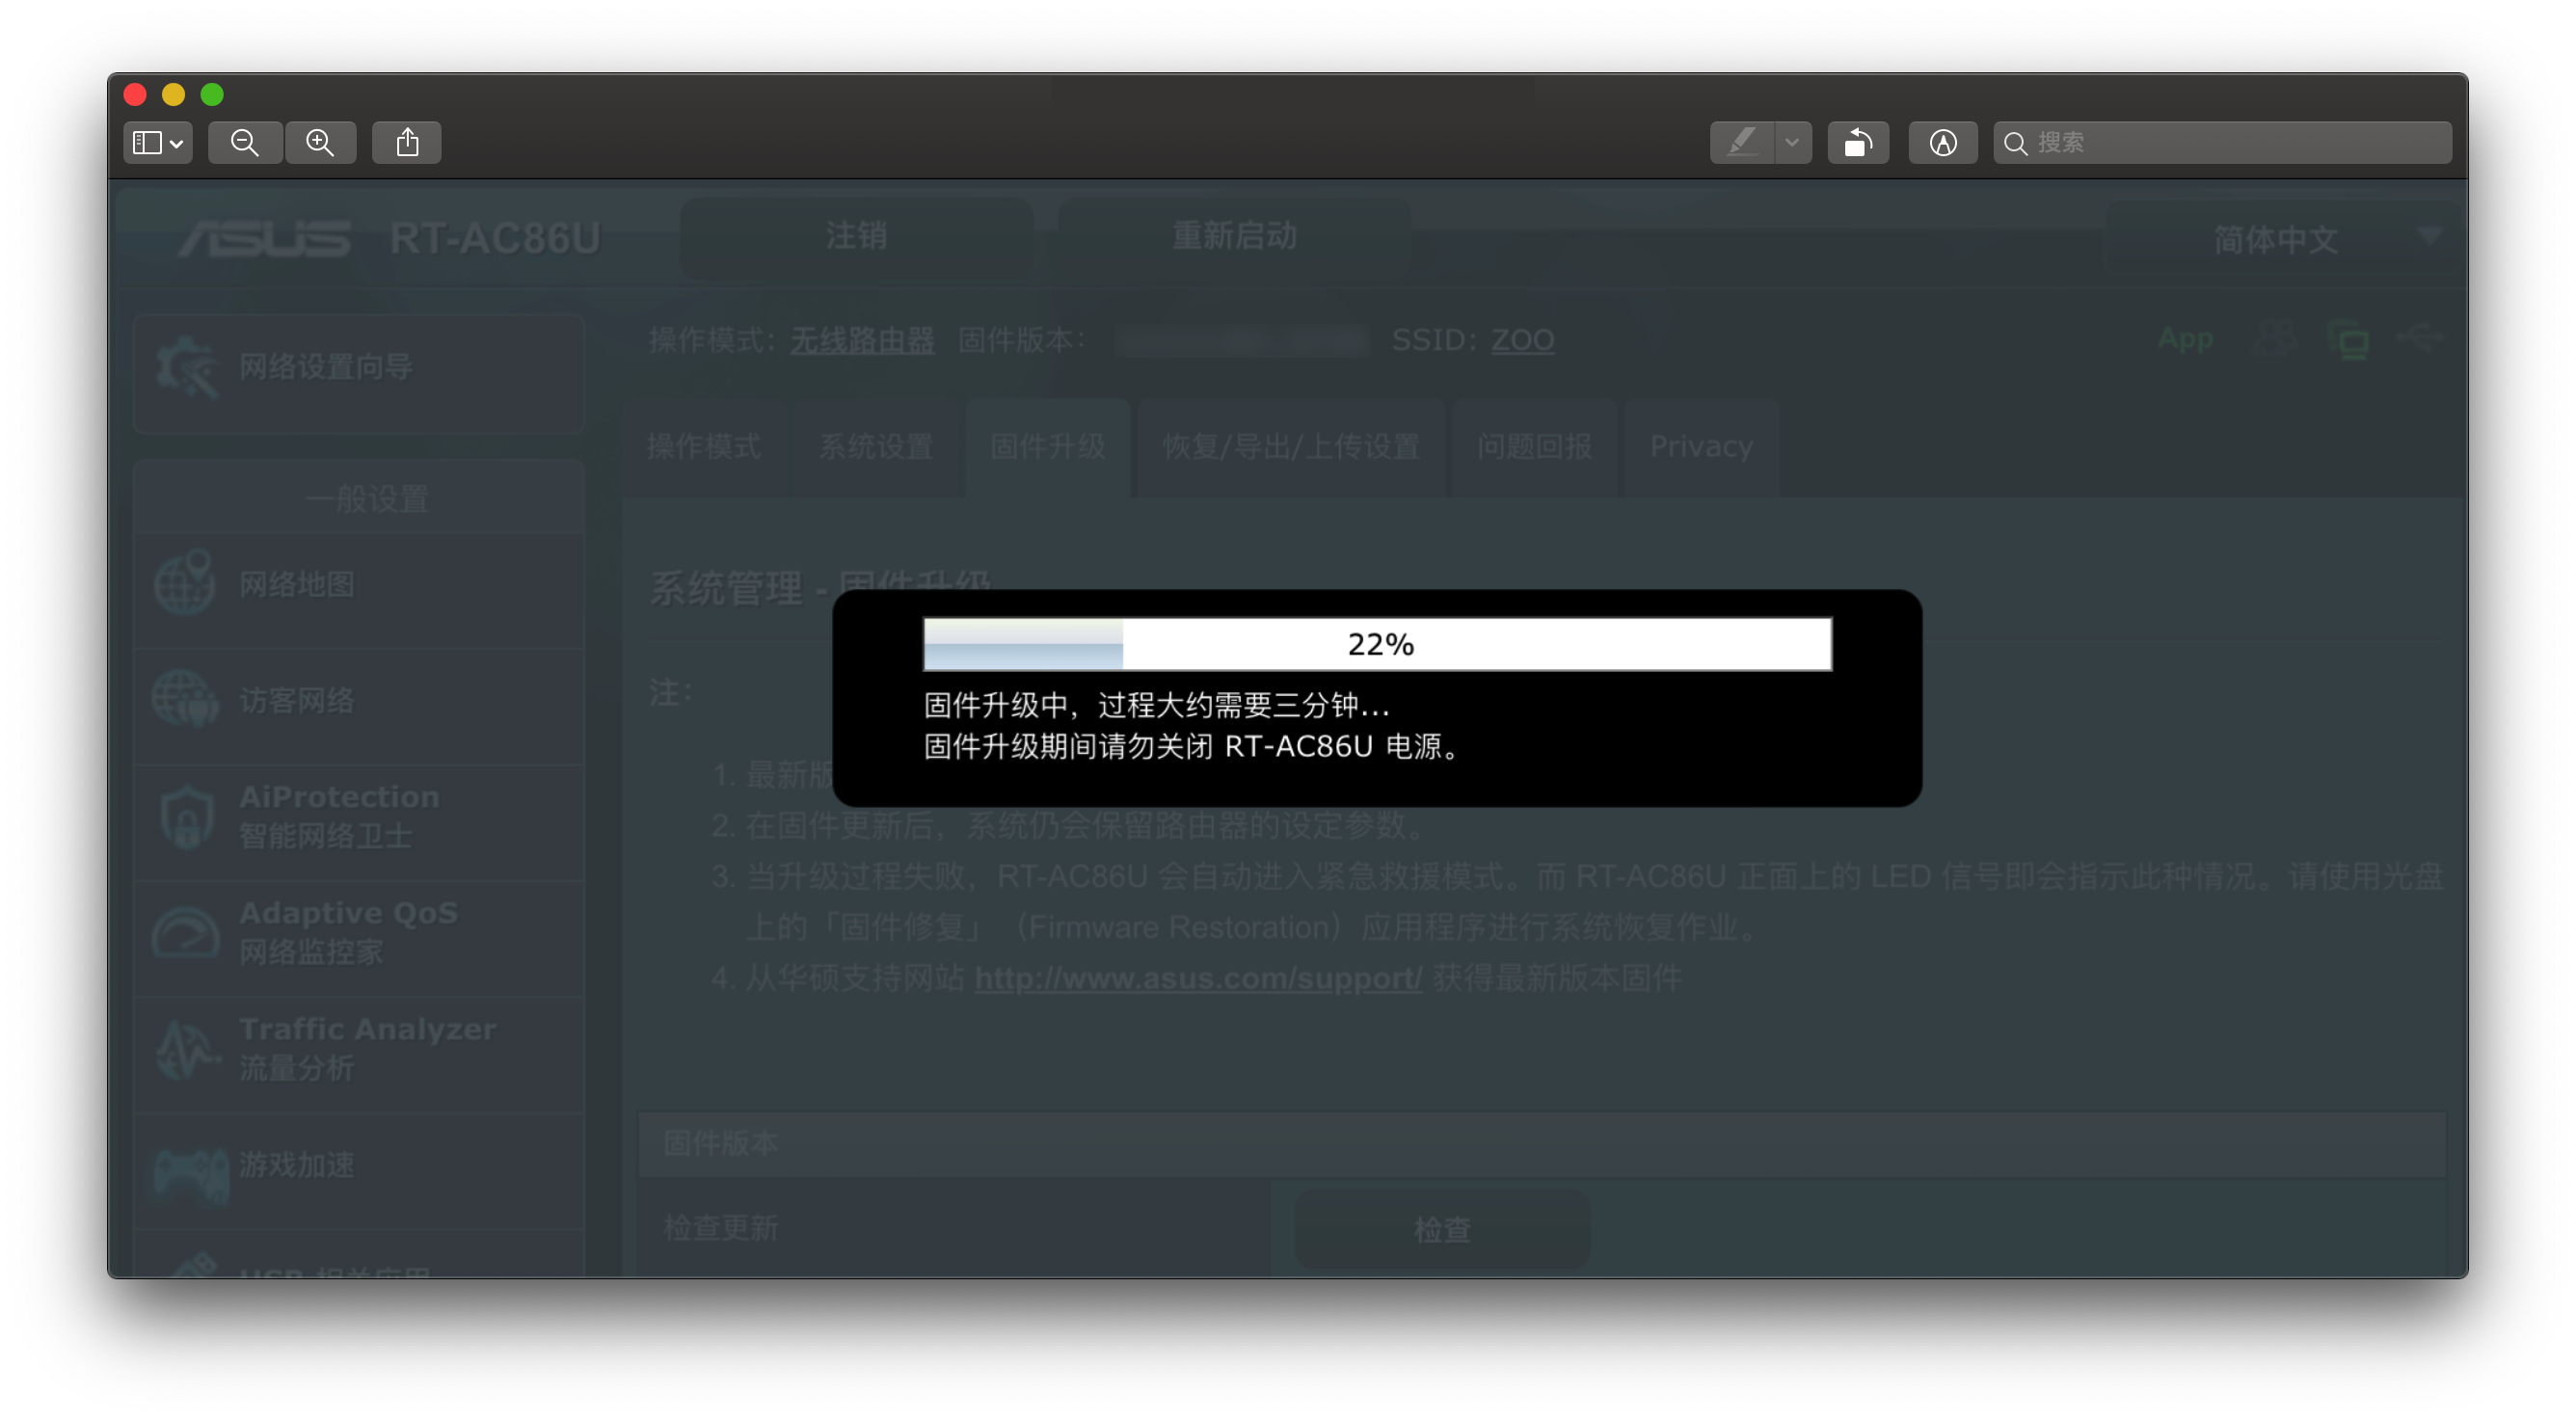 搜索
ASUS RT-AC86U 注销 重新启动 简体中文
操作模式：无线路由器 固件版本： SSID: ZOO App
网络设置向导
操作模式 系统设置 固件升级 恢复/导出/上传设置 问题回报 Privacy
一般设置
网络地图
访客网络
AiProtection
智能网络卫士
Adaptive QoS
网络监控家
Traffic Analyzer
流量分析
游戏加速
USB 相关应用
系统管理 - 固件升级
22%
固件升级中，过程大约需要三分钟...
固件升级期间请勿关闭 RT-AC86U 电源。
注：
1. 最新版
2. 在固件更新后，系统仍会保留路由器的设定参数。
3. 当升级过程失败，RT-AC86U 会自动进入紧急救援模式。而 RT-AC86U 正面上的 LED 信号即会指示此种情况。请使用光盘
上的「固件修复」（Firmware Restoration）应用程序进行系统恢复作业。
4. 从华硕支持网站 http://www.asus.com/support/ 获得最新版本固件
固件版本
检查更新 检查